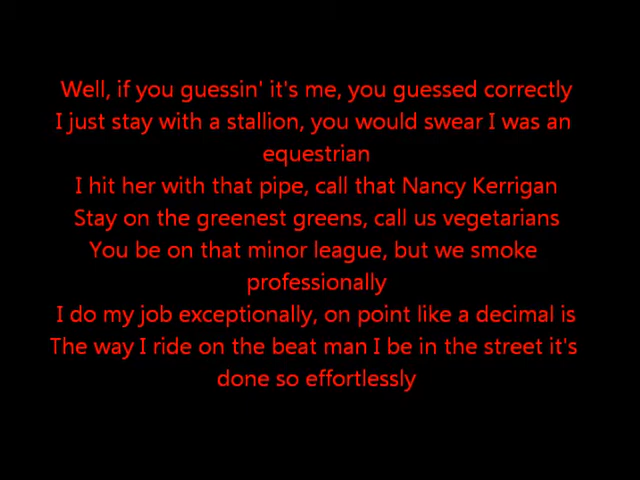 Well, if you guessin' it's me, you guessed correctly
I just stay with a stallion, you would swear I was an
equestrian
I hit her with that pipe, call that Nancy Kerrigan
Stay on the greenest greens, call us vegetarians
You be on that minor league, but we smoke
professionally
I do my job exceptionally, on point like a decimal is
The way I ride on the beat man I be in the street it's
done so effortlessly